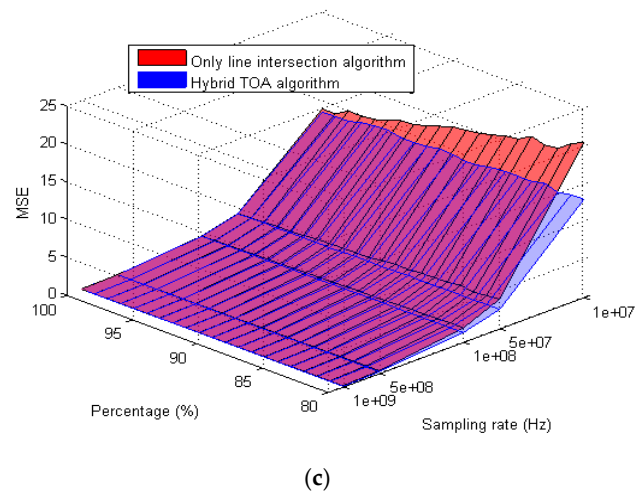 Only line intersection algorithm
Hybrid TOA algorithm
25
20
15
10
5
0
MSE
100
95
90
85
80
Percentage (%)
1e+07
5e+07
1e+08
5e+08
1e+09
Sampling rate (Hz)
(c)